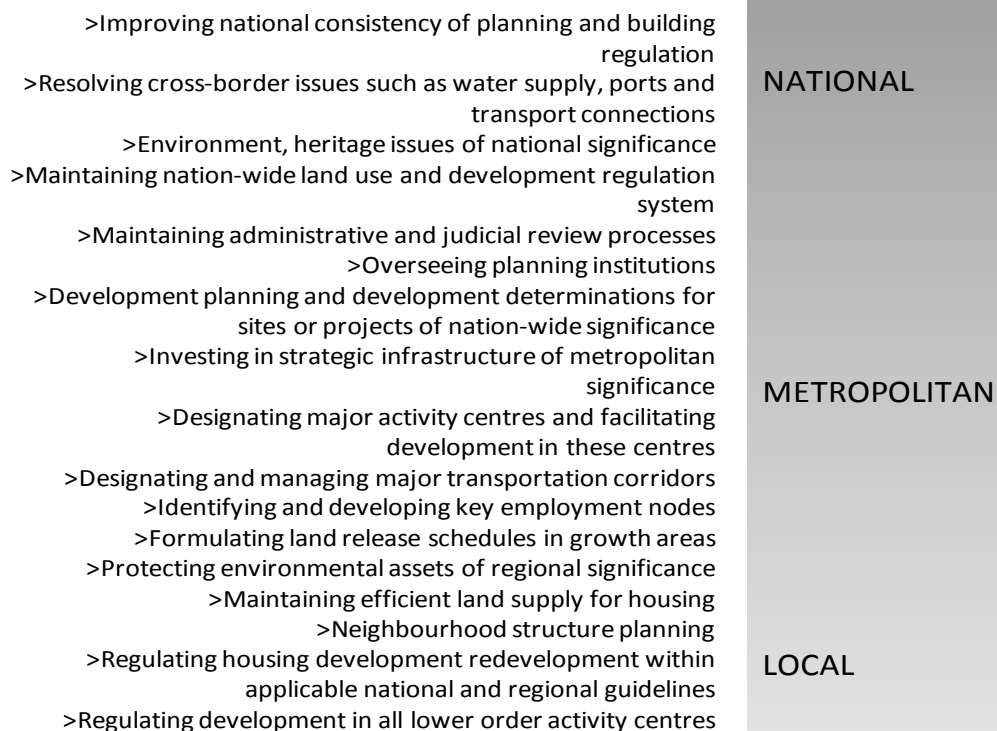 >Improving national consistency of planning and building
regulation
>Resolving cross-border issues such as water supply, ports and
transport connections
>Environment, heritage issues of national significance
>Maintaining nation-wide land use and development regulation
system
>Maintaining administrative and judicial review processes
>Overseeing planning institutions
>Development planning and development determinations for
sites or projects of nation-wide significance
>Investing in strategic infrastructure of metropolitan
significance
>Designating major activity centres and facilitating
development in these centres
>Designating and managing major transportation corridors
>Identifying and developing key employment nodes
>Formulating land release schedules in growth areas
>Protecting environmental assets of regional significance
>Maintaining efficient land supply for housing
>Neighbourhood structure planning
>Regulating housing development redevelopment within
applicable national and regional guidelines
>Regulating development in all lower order activity centres
NATIONAL
METROPOLITAN
LOCAL